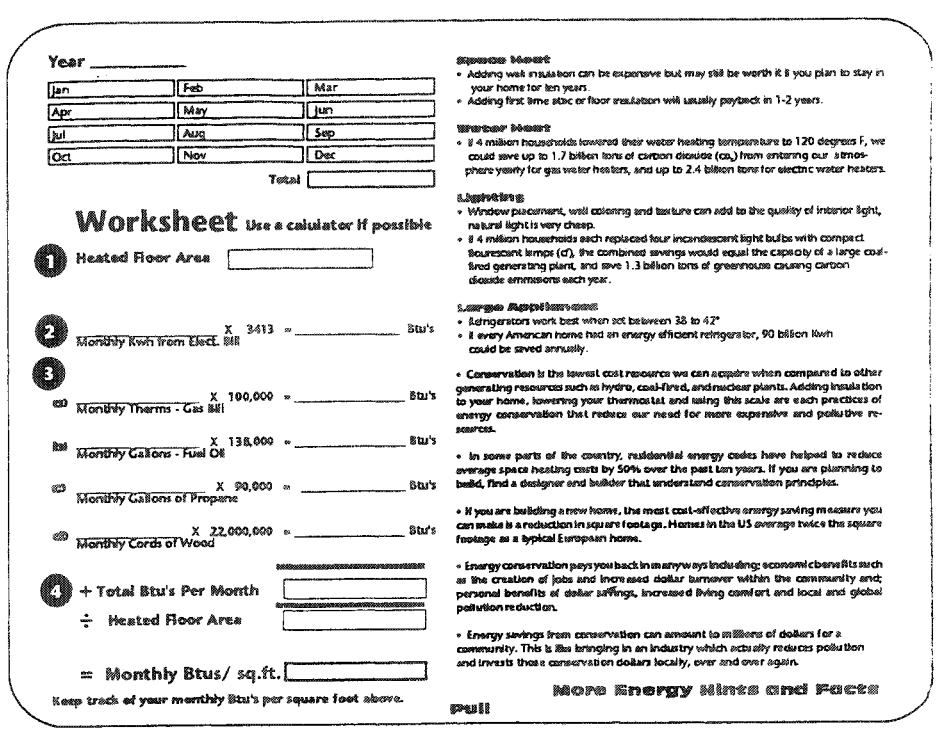 Year
Jan Feb Mar
Apr May Jun
Jul Aug Sep
Oct Nov Dec
Total
Worksheet Use a calulator if possible
1 Heated Floor Area
2 X 3413 = Btu's
Monthly Kwh from Elect. Bill
3
(a) X 100,000 = Btu's
Monthly Therms - Gas Bill
(b) X 138,000 = Btu's
Monthly Gallons - Fuel Oil
(c) X 90,000 = Btu's
Monthly Gallons of Propane
(d) X 22,000,000 = Btu's
Monthly Cords of Wood
4 + Total Btu's Per Month
÷ Heated Floor Area
= Monthly Btus/ sq.ft.
Keep track of your monthly Btu's per square foot above.
Space Heat
• Adding wall insulation can be expensive but may still be worth it if you plan to stay in
your home for ten years.
• Adding first time attic or floor insulation will usually payback in 1-2 years.
Water Heat
• If 4 million households lowered their water heating temperature to 120 degrees F, we
could save up to 1.7 billion tons of carbon dioxide (co₂) from entering our atmos-
phere yearly for gas water heaters, and up to 2.4 billion tons for electric water heaters.
Lighting
• Window placement, wall coloring and texture can add to the quality of interior light,
natural light is very cheap.
• If 4 million households each replaced four incandescent light bulbs with compact
flourescent lamps (cf), the combined savings would equal the capacity of a large coal-
fired generating plant, and save 1.3 billion tons of greenhouse causing carbon
dioxide emmisions each year.
Large Appliances
• Refrigerators work best when set between 38 to 42°
• If every American home had an energy efficient refrigerator, 90 billion Kwh
could be saved annually.
• Conservation is the lowest cost resource we can acquire when compared to other
generating resources such as hydro, coal-fired, and nuclear plants. Adding insulation
to your home, lowering your thermostat and using this scale are each practices of
energy conservation that reduce our need for more expensive and pollutive re-
sources.
• In some parts of the country, residential energy codes have helped to reduce
average space heating costs by 50% over the past ten years. If you are planning to
build, find a designer and builder that understand conservation principles.
• If you are building a new home, the most cost-effective energy saving measure you
can make is a reduction in square footage. Homes in the US average twice the square
footage as a typical European home.
• Energy conservation pays you back in many ways including; economic benefits such
as the creation of jobs and increased dollar turnover within the community and;
personal benefits of dollar savings, increased living comfort and local and global
pollution reduction.
• Energy savings from conservation can amount to millions of dollars for a
community. This is like bringing in an industry which actually reduces pollution
and invests those conservation dollars locally, over and over again.
More Energy Hints and Facts
Pull